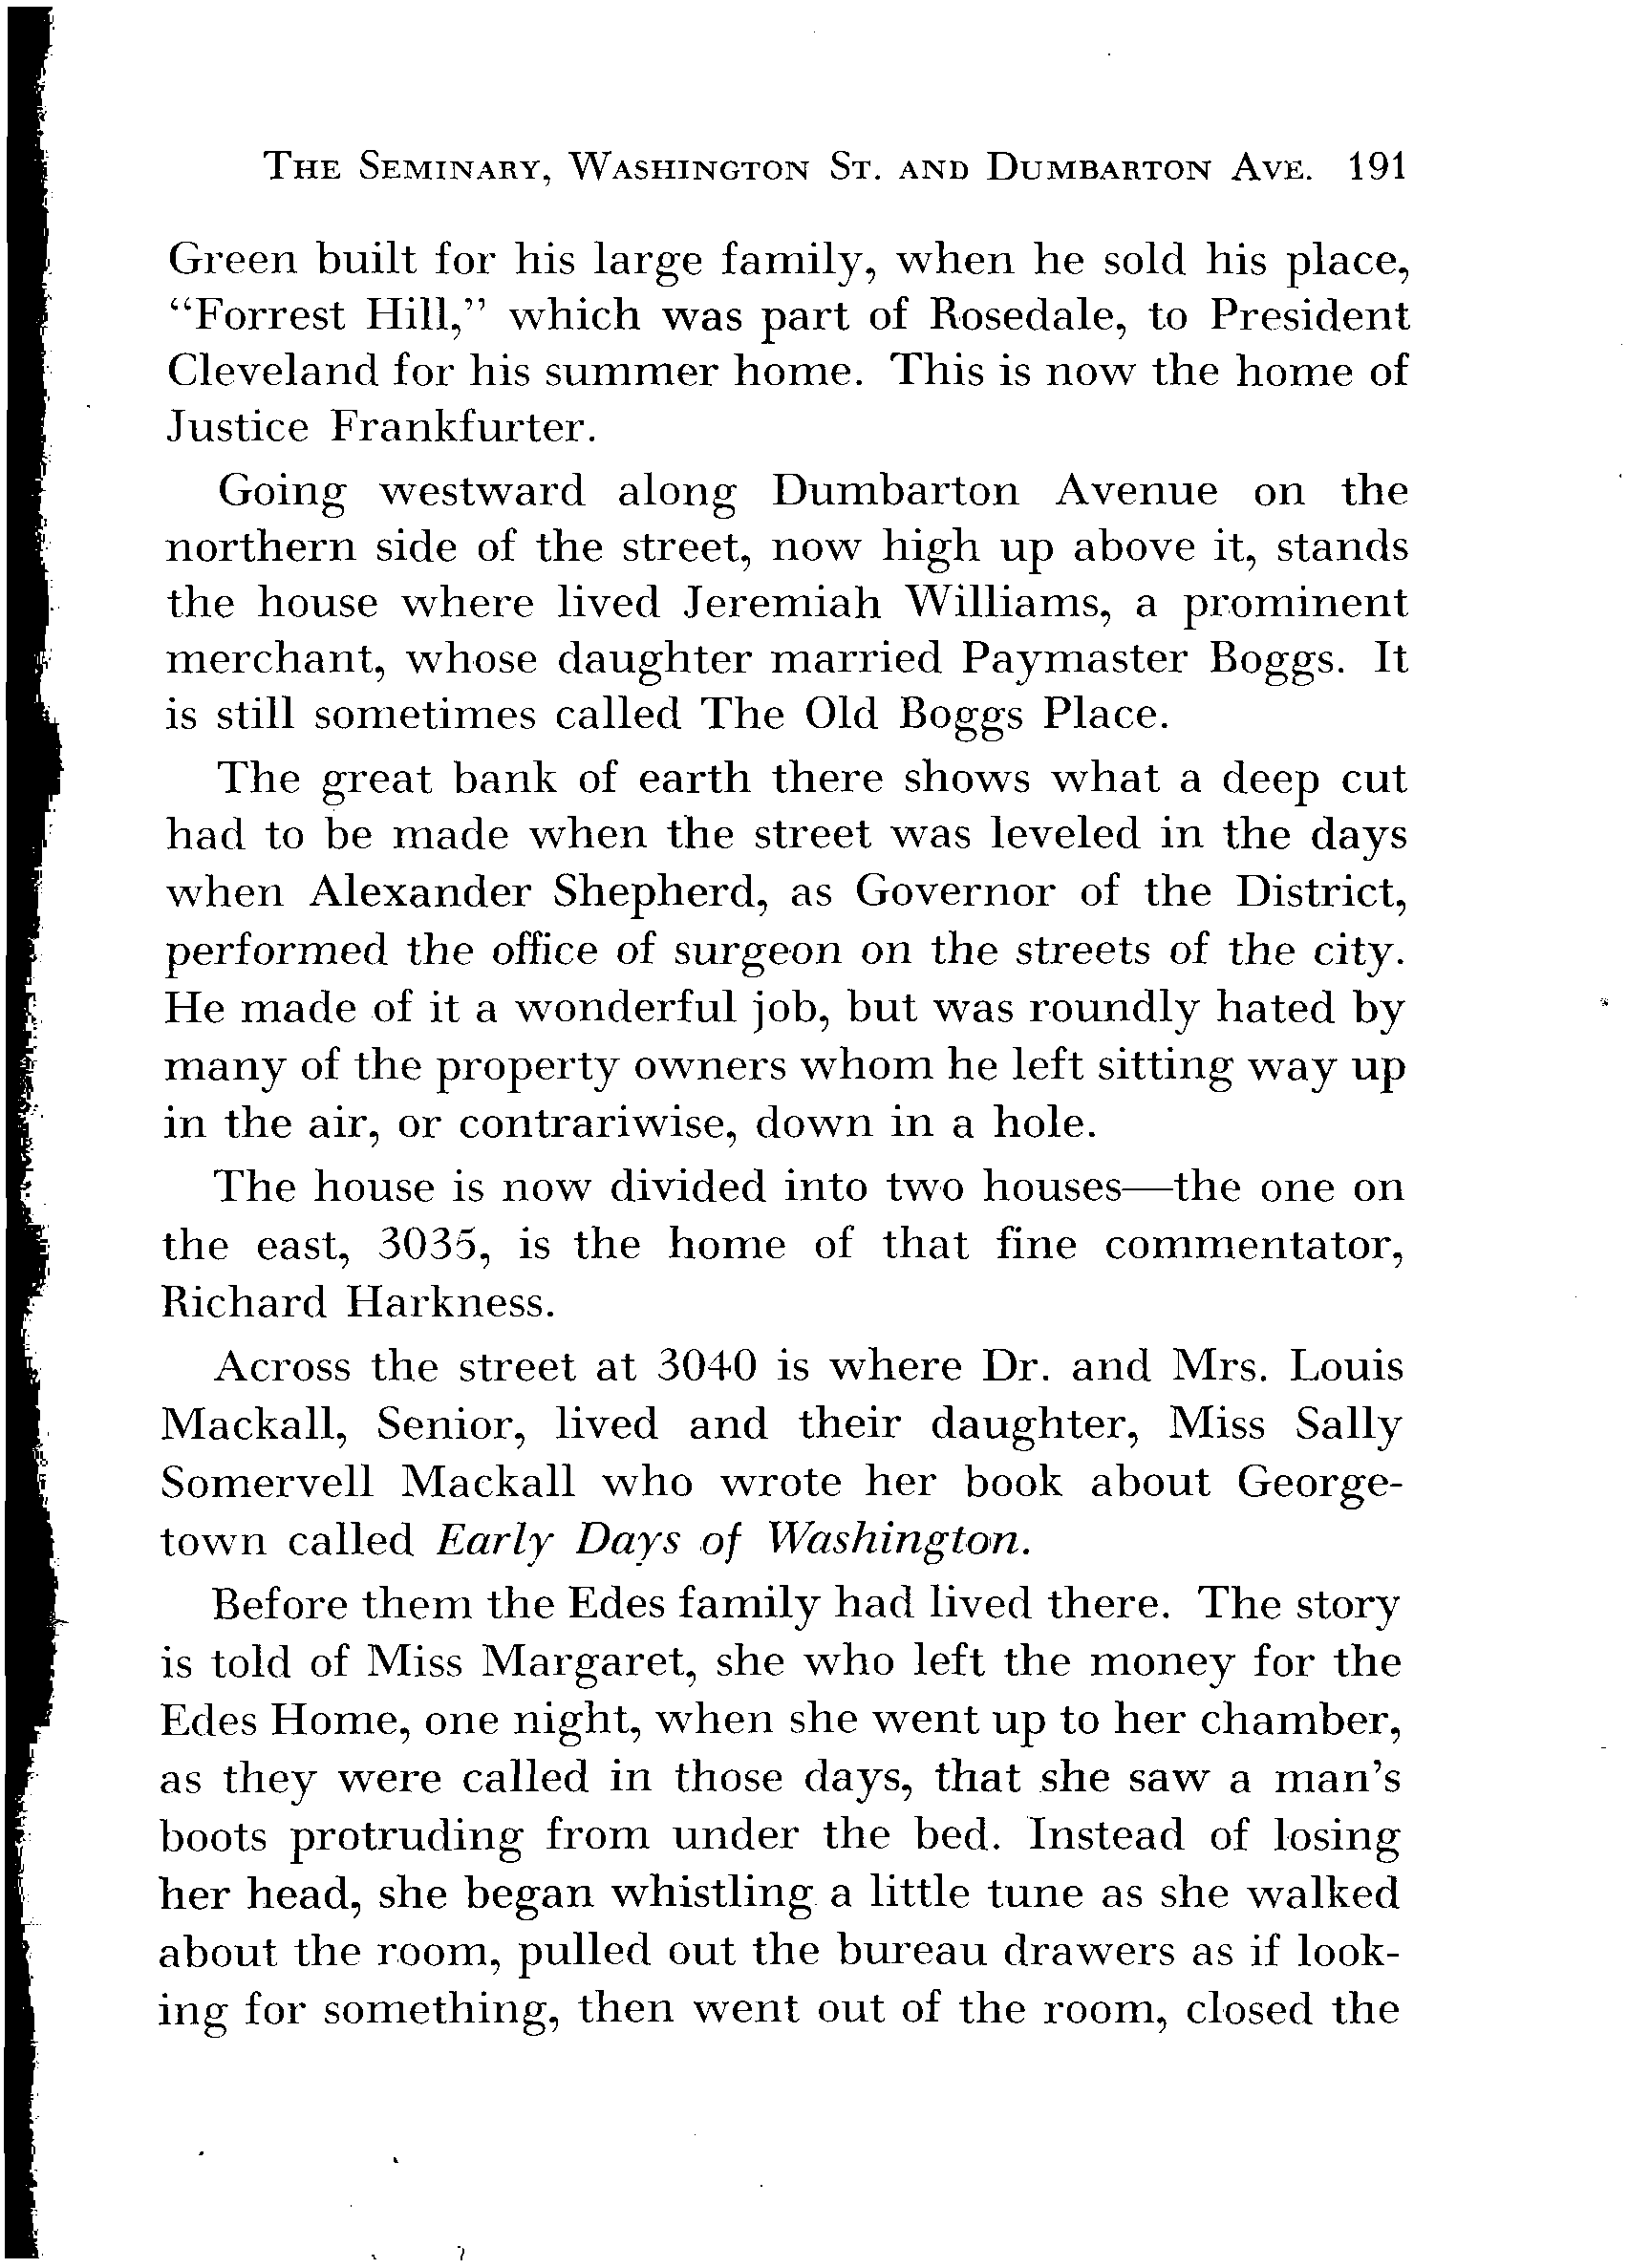 THE SEMINARY, WASHINGTON ST. AND DUMBARTON AVE. 191
Green built for his large family, when he sold his place,
“Forrest Hill,” which was part of Rosedale, to President
Cleveland for his summer home. This is now the home of
Justice Frankfurter.
Going westward along Dumbarton Avenue on the
northern side of the street, now high up above it, stands
the house where lived Jeremiah Williams, a prominent
merchant, whose daughter married Paymaster Boggs. It
is still sometimes called The Old Boggs Place.
The great bank of earth there shows what a deep cut
had to be made when the street was leveled in the days
when Alexander Shepherd, as Governor of the District,
performed the office of surgeon on the streets of the city.
He made of it a wonderful job, but was roundly hated by
many of the property owners whom he left sitting way up
in the air, or contrariwise, down in a hole.
The house is now divided into two houses—the one on
the east, 3035, is the home of that fine commentator,
Richard Harkness.
Across the street at 3040 is where Dr. and Mrs. Louis
Mackall, Senior, lived and their daughter, Miss Sally
Somervell Mackall who wrote her book about George-
town called Early Days of Washington.
Before them the Edes family had lived there. The story
is told of Miss Margaret, she who left the money for the
Edes Home, one night, when she went up to her chamber,
as they were called in those days, that she saw a man’s
boots protruding from under the bed. Instead of losing
her head, she began whistling a little tune as she walked
about the room, pulled out the bureau drawers as if look-
ing for something, then went out of the room, closed the